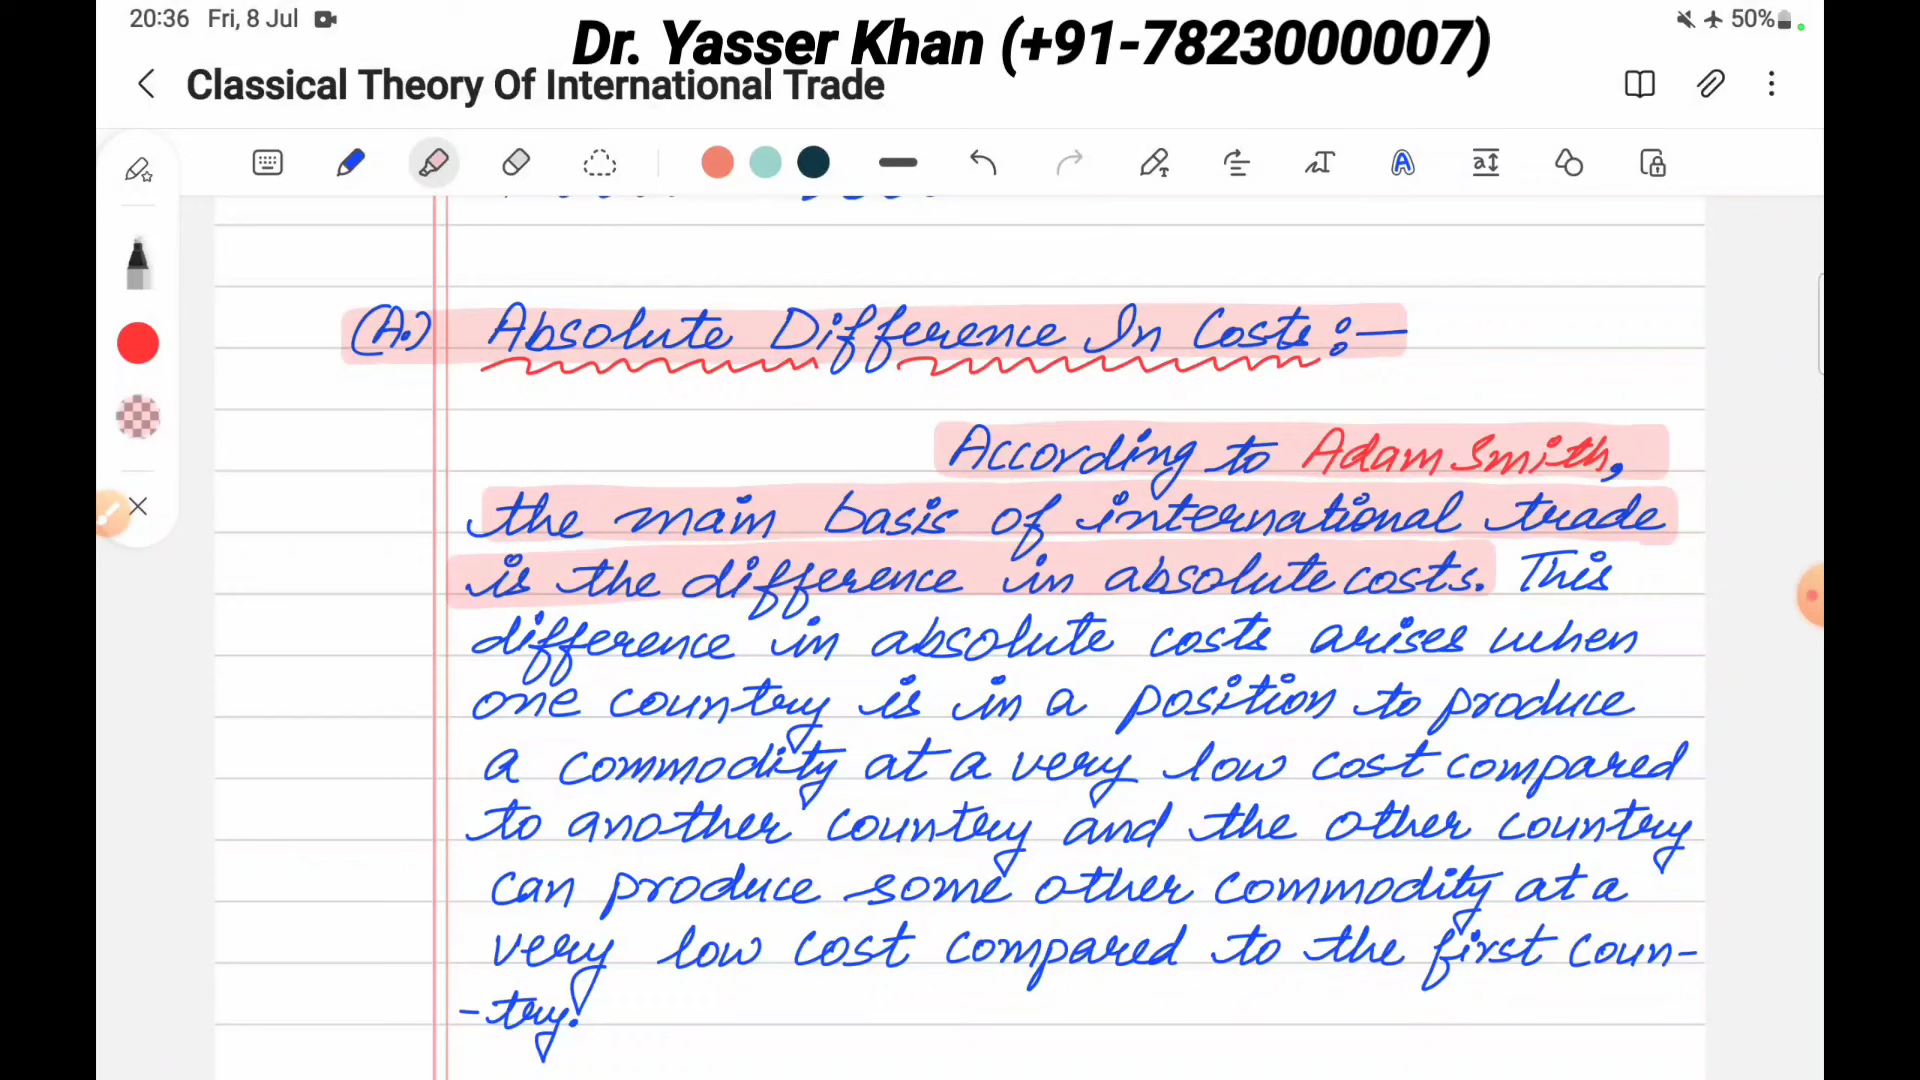 20:36 Fri, 8 Jul
50%
Dr. Yasser Khan (+91-7823000007)
Classical Theory Of International Trade
(A.) Absolute Difference In Costs:-
According to Adam Smith,
the main basis of international trade
is the difference in absolute costs. This
difference in absolute costs arises when
one country is in a position to produce
a commodity at a very low cost compared
to another country and the other country
can produce some other commodity at a
very low cost compared to the first coun-
-try.